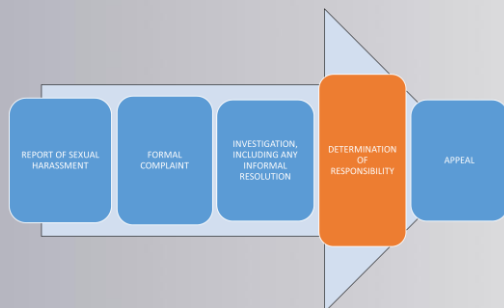 REPORT OF SEXUAL
HARASSMENT
FORMAL
COMPLAINT
INVESTIGATION,
INCLUDING ANY
INFORMAL
RESOLUTION
DETERMINATION
OF
RESPONSIBILITY
APPEAL